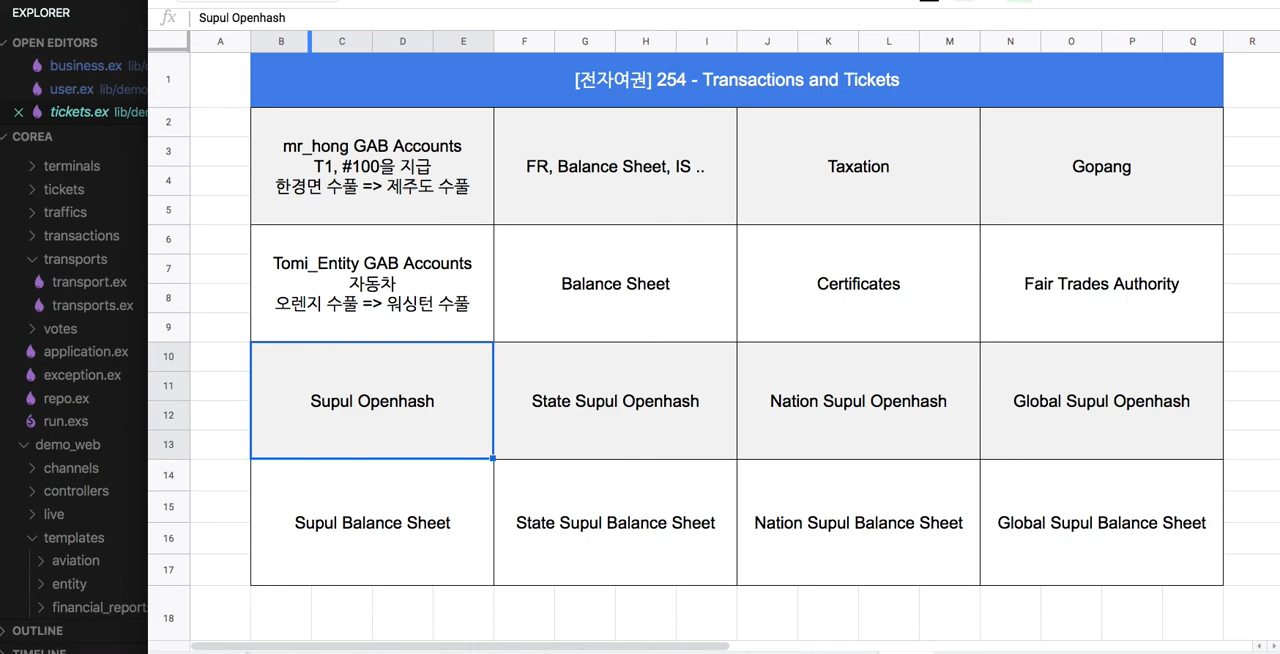 EXPLORER
OPEN EDITORS
business.ex lib/d
user.ex lib/demo
tickets.ex lib/der
COREA
terminals
tickets
traffics
transactions
transports
transport.ex
transports.ex
votes
application.ex
exception.ex
repo.ex
run.exs
demo_web
channels
controllers
live
templates
aviation
entity
financial_reports
OUTLINE
TIMELINE
fx Supul Openhash
A B C D E F G H I J K L M N O P Q R
1
[전자여권] 254 - Transactions and Tickets
2
3
4
5
mr_hong GAB Accounts
T1, #100을 지급
한경면 수풀 => 제주도 수풀
FR, Balance Sheet, IS ..
Taxation
Gopang
6
7
8
9
Tomi_Entity GAB Accounts
자동차
오렌지 수풀 => 워싱턴 수풀
Balance Sheet
Certificates
Fair Trades Authority
10
11
12
13
Supul Openhash
State Supul Openhash
Nation Supul Openhash
Global Supul Openhash
14
15
16
17
Supul Balance Sheet
State Supul Balance Sheet
Nation Supul Balance Sheet
Global Supul Balance Sheet
18